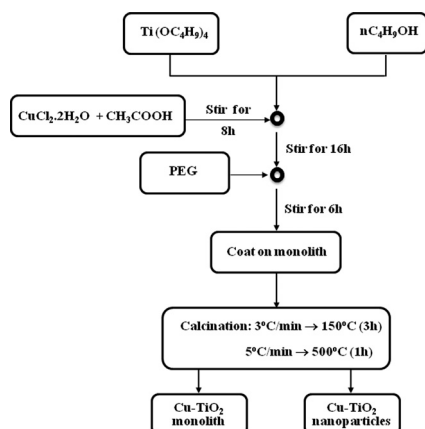 Ti (OC₄H₉)₄
nC₄H₉OH
CuCl₂.2H₂O + CH₃COOH
Stir for
8h
Stir for 16h
PEG
Stir for 6h
Coat on monolith
Calcination: 3°C/min → 150°C (3h)
5°C/min → 500°C (1h)
Cu-TiO₂
monolith
Cu-TiO₂
nanoparticles